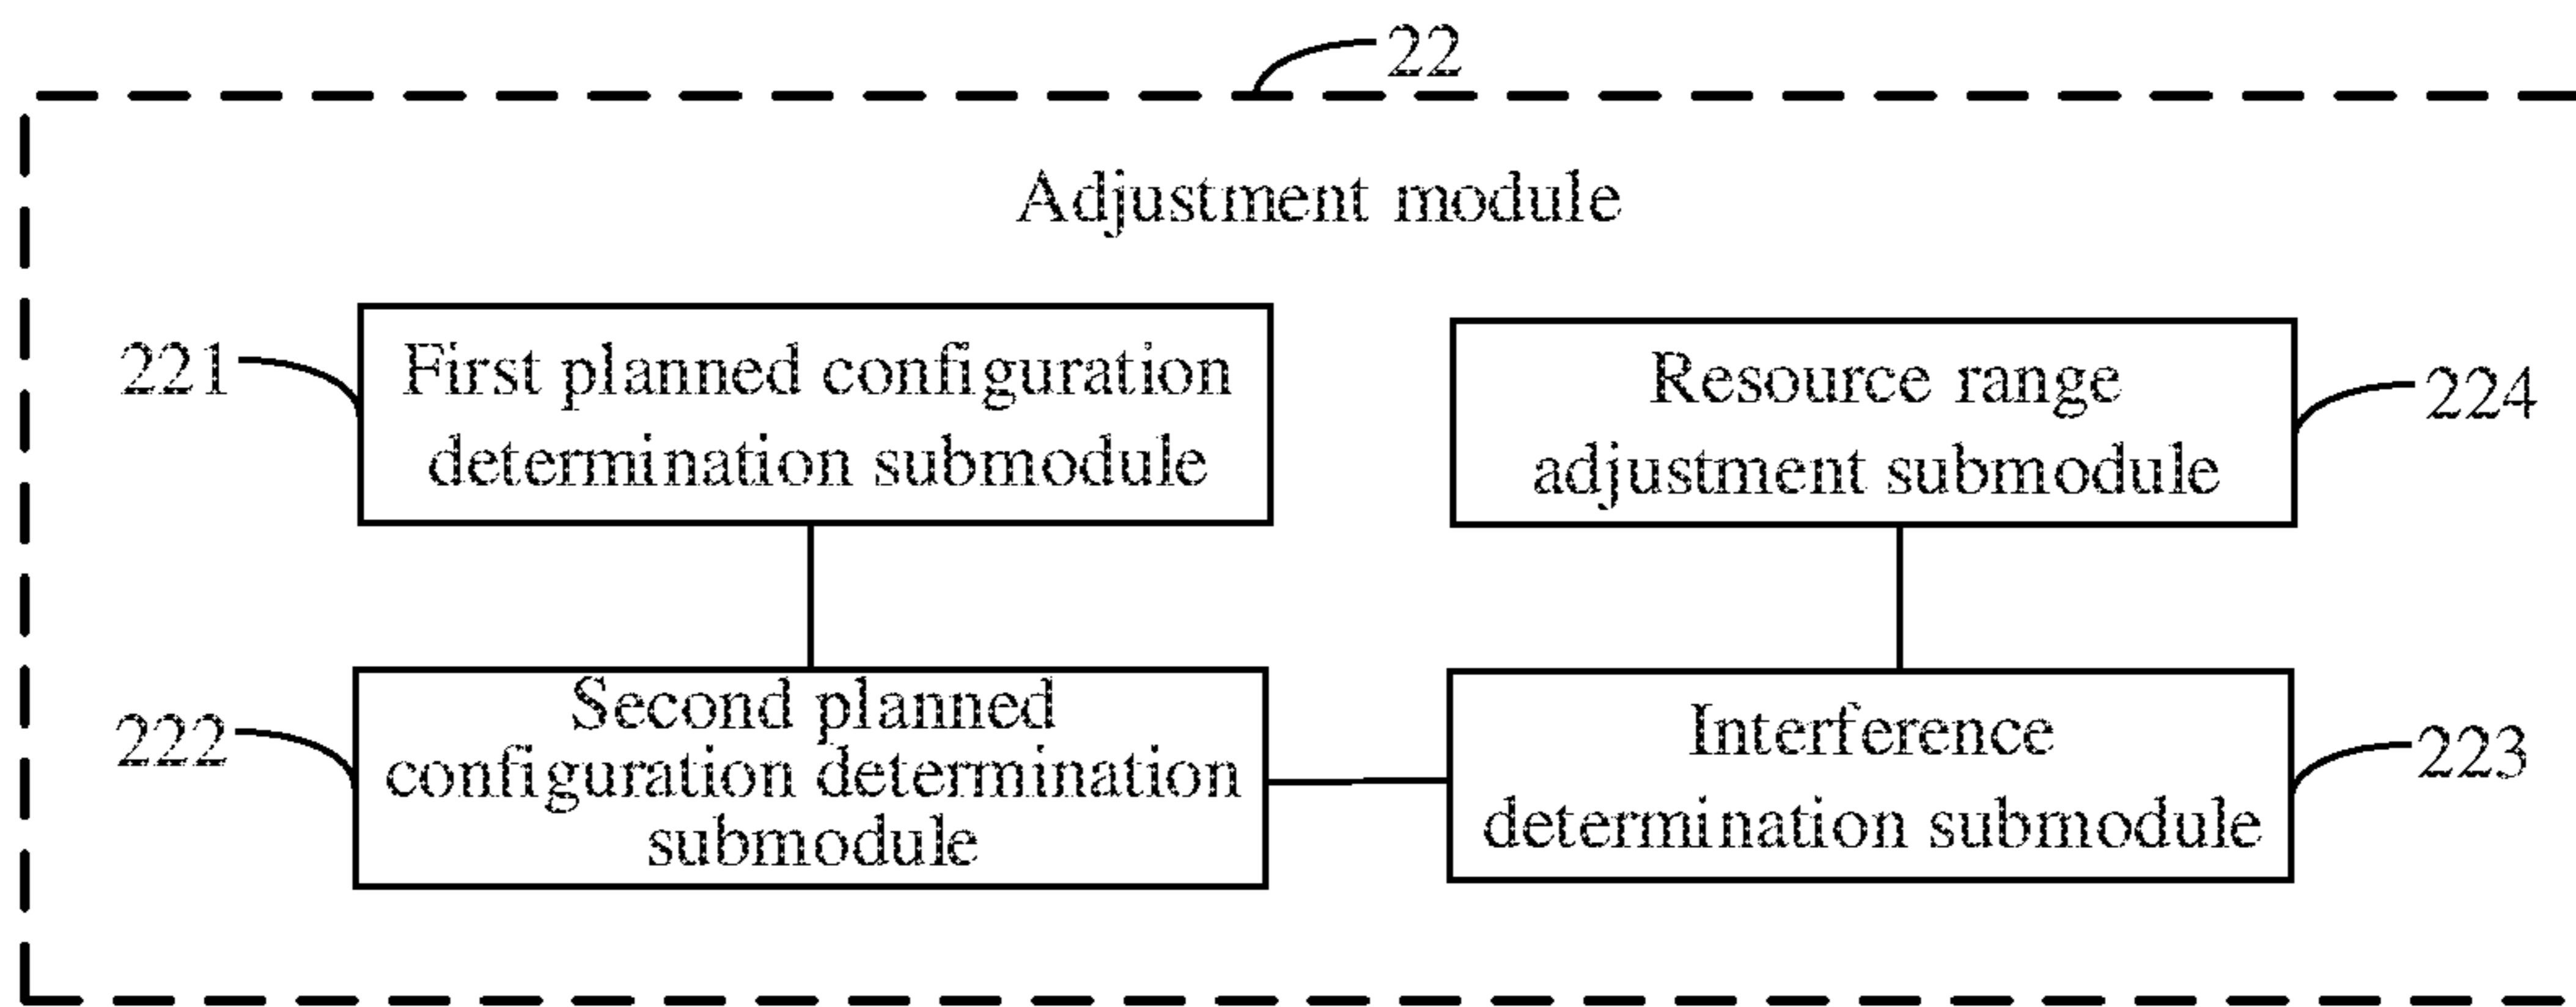 22
Adjustment module
221
First planned configuration
determination submodule
Resource range
adjustment submodule
224
222
Second planned
configuration determination
submodule
Interference
determination submodule
223